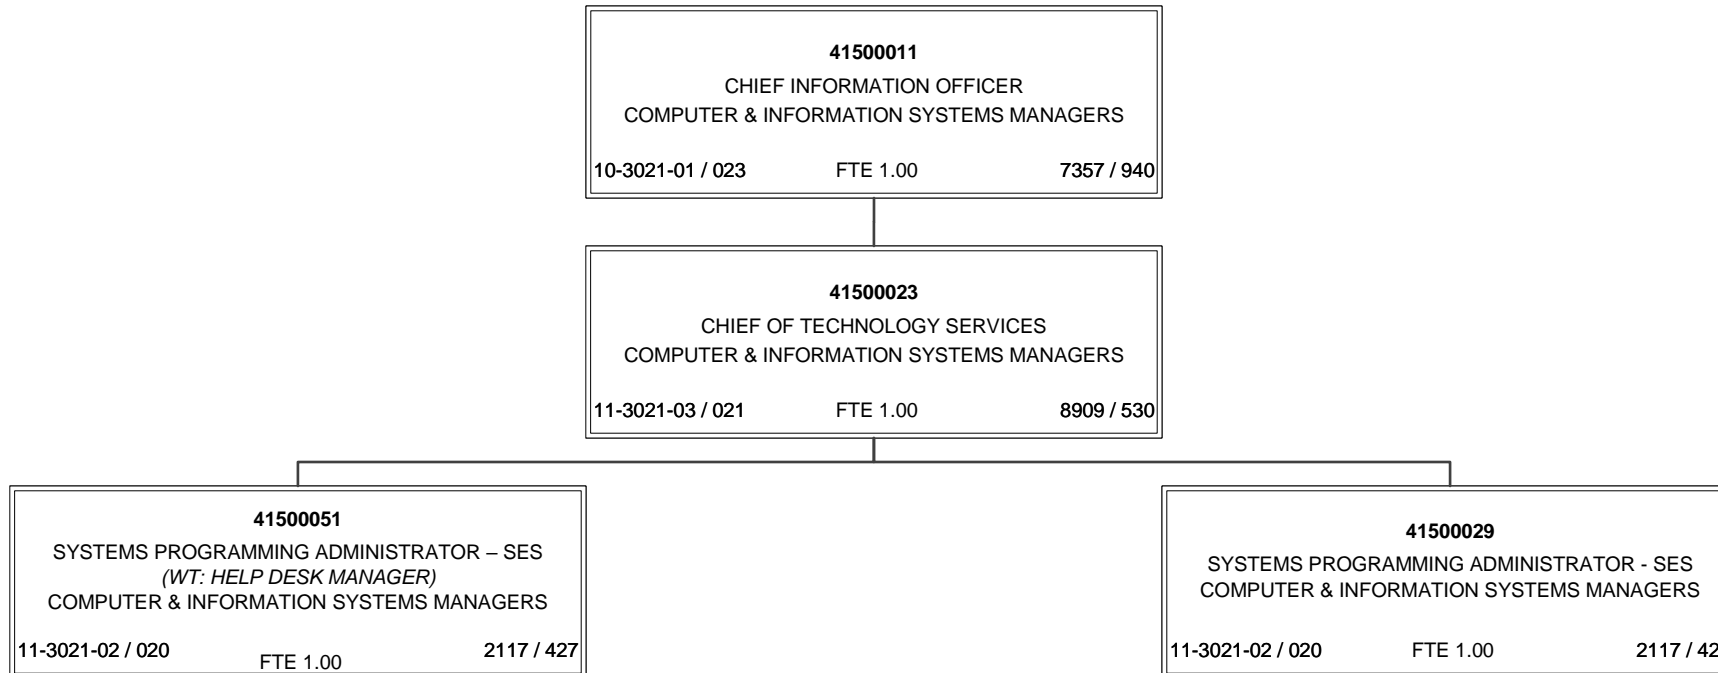 41500011
CHIEF INFORMATION OFFICER
COMPUTER & INFORMATION SYSTEMS MANAGERS
10-3021-01 / 023 FTE 1.00 7357 / 940
41500023
CHIEF OF TECHNOLOGY SERVICES
COMPUTER & INFORMATION SYSTEMS MANAGERS
11-3021-03 / 021 FTE 1.00 8909 / 530
41500051
SYSTEMS PROGRAMMING ADMINISTRATOR – SES
(WT: HELP DESK MANAGER)
COMPUTER & INFORMATION SYSTEMS MANAGERS
11-3021-02 / 020 FTE 1.00 2117 / 427
41500029
SYSTEMS PROGRAMMING ADMINISTRATOR - SES
COMPUTER & INFORMATION SYSTEMS MANAGERS
11-3021-02 / 020 FTE 1.00 2117 / 42